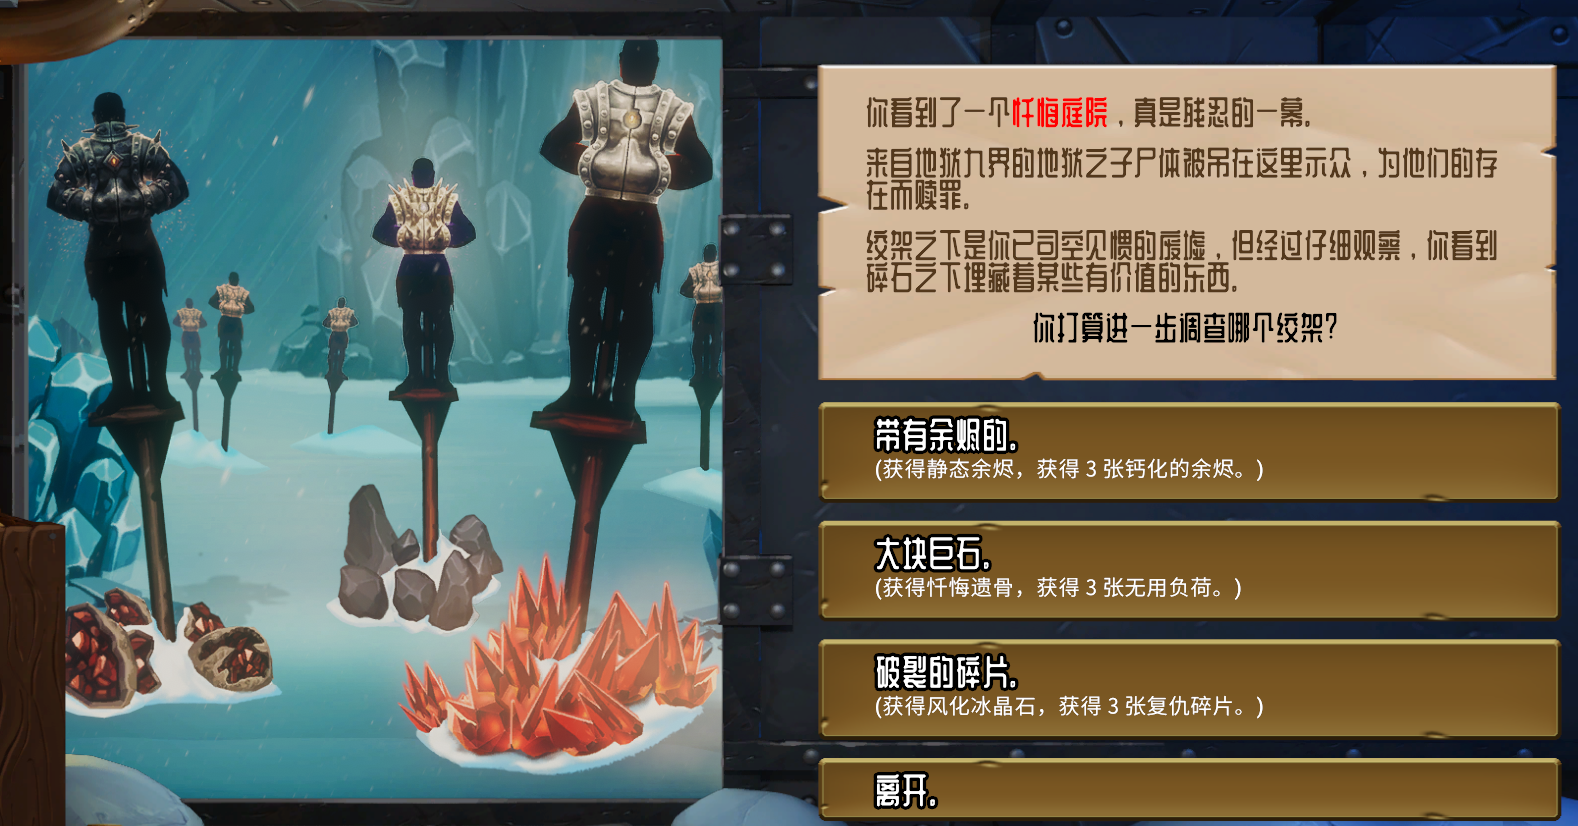 你看到了一个忏悔庭院，真是残忍的一幕。
来自地狱九界的地狱之子尸体被吊在这里示众，为他们的存
在而赎罪。
绞架之下是你已司空见惯的废墟，但经过仔细观察，你看到
碎石之下埋藏着某些有价值的东西。
你打算进一步调查哪个绞架？
带有余烬的。
(获得静态余烬，获得 3 张钙化的余烬。)
大块巨石。
(获得忏悔遗骨，获得 3 张无用负荷。)
破裂的碎片。
(获得风化冰晶石，获得 3 张复仇碎片。)
离开。